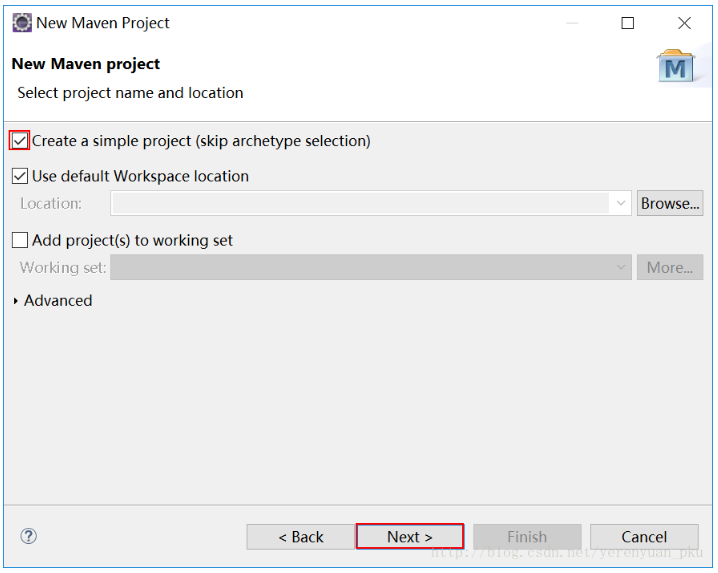 New Maven Project
New Maven project
M
Select project name and location
Create a simple project (skip archetype selection)
Use default Workspace location
Location: Browse...
Add project(s) to working set
Working set: More...
Advanced
? < Back Next > Finish Cancel
http://blog.csdn.net/yerenyuan_pku